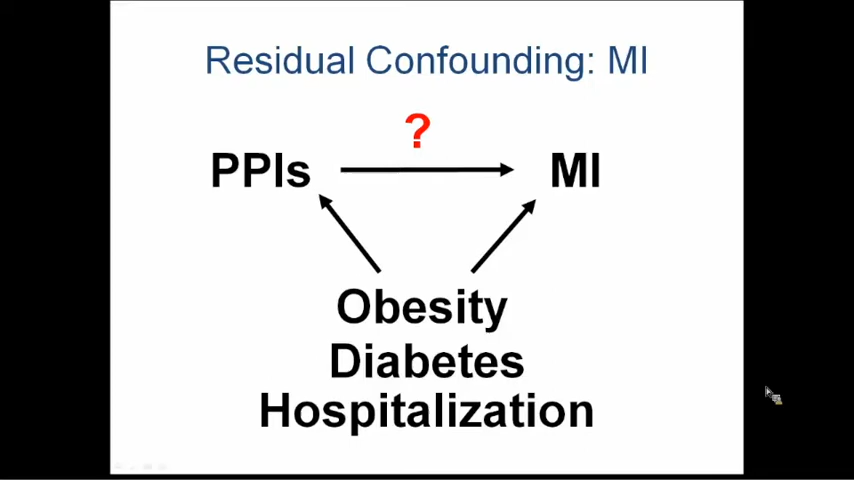 Residual Confounding: MI
?
PPIs MI
Obesity
Diabetes
Hospitalization